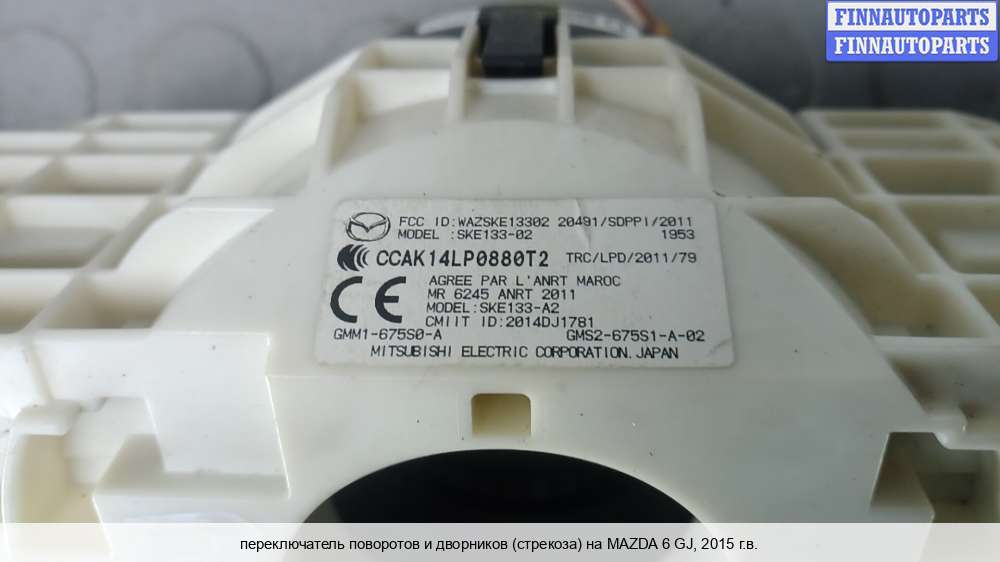 FINNAUTOPARTS
FINNAUTOPARTS
FCC ID:WAZSKE13302 20491/SDPPI/2011
MODEL :SKE133-02 1953
CCAK14LP0880T2 TRC/LPD/2011/79
AGREE PAR L'ANRT MAROC
MR 6245 ANRT 2011
CE
MODEL:SKE133-A2
CMIIT ID:2014DJ1781
GMM1-675S0-A GMS2-675S1-A-02
MITSUBISHI ELECTRIC CORPORATION.JAPAN
переключатель поворотов и дворников (стрекоза) на MAZDA 6 GJ, 2015 г.в.